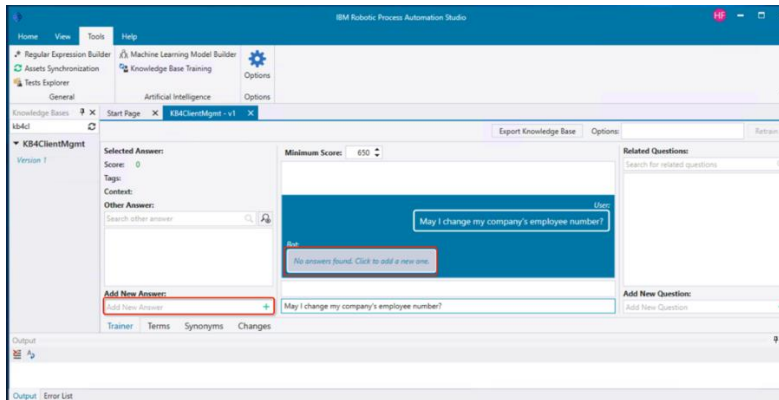 IBM Robotic Process Automation Studio
HF
Home View Tools Help
Regular Expression Builder
Assets Synchronization
Tests Explorer
General
Machine Learning Model Builder
Knowledge Base Training
Artificial Intelligence
Options
Options
Knowledge Bases
kb4cl
KB4ClientMgmt
Version 1
Start Page
KB4ClientMgmt - v1
Export Knowledge Base
Options:
Retrain
Selected Answer:
Score: 0
Tags:
Context:
Other Answer:
Search other answer
Add New Answer:
Add New Answer
Minimum Score: 650
User:
May I change my company's employee number?
Bot:
No answers found. Click to add a new one.
May I change my company's employee number?
Related Questions:
Search for related questions
Add New Question:
Add New Question
Trainer Terms Synonyms Changes
Output
Output Error List